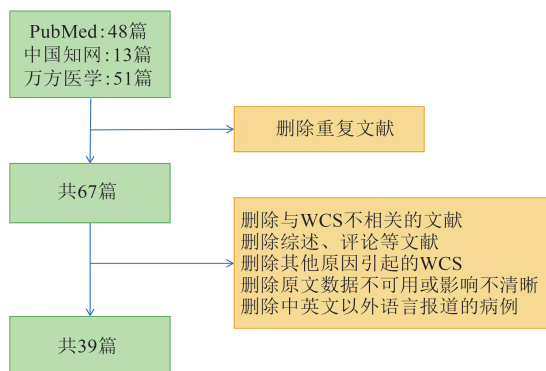 PubMed:48篇
中国知网:13篇
万方医学:51篇
删除重复文献
共67篇
删除与WCS不相关的文献
删除综述、评论等文献
删除其他原因引起的WCS
删除原文数据不可用或影响不清晰
删除中英文以外语言报道的病例
共39篇